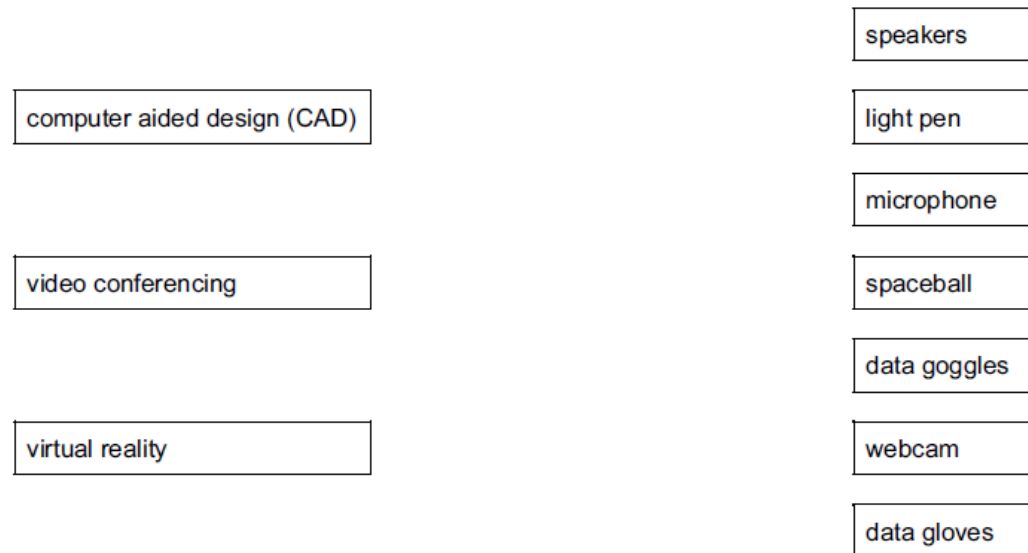 speakers
computer aided design (CAD)
light pen
microphone
video conferencing
spaceball
data goggles
virtual reality
webcam
data gloves